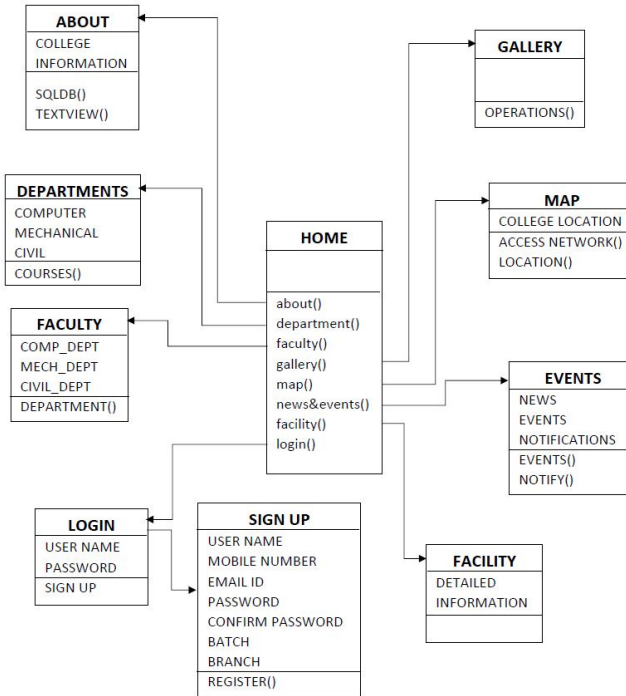 ABOUT
COLLEGE
INFORMATION
SQLDB()
TEXTVIEW()
GALLERY
OPERATIONS()
DEPARTMENTS
COMPUTER
MECHANICAL
CIVIL
COURSES()
MAP
COLLEGE LOCATION
ACCESS NETWORK()
LOCATION()
HOME
about()
department()
faculty()
gallery()
map()
news&events()
facility()
login()
FACULTY
COMP_DEPT
MECH_DEPT
CIVIL_DEPT
DEPARTMENT()
EVENTS
NEWS
EVENTS
NOTIFICATIONS
EVENTS()
NOTIFY()
LOGIN
USER NAME
PASSWORD
SIGN UP
SIGN UP
USER NAME
MOBILE NUMBER
EMAIL ID
PASSWORD
CONFIRM PASSWORD
BATCH
BRANCH
REGISTER()
FACILITY
DETAILED
INFORMATION